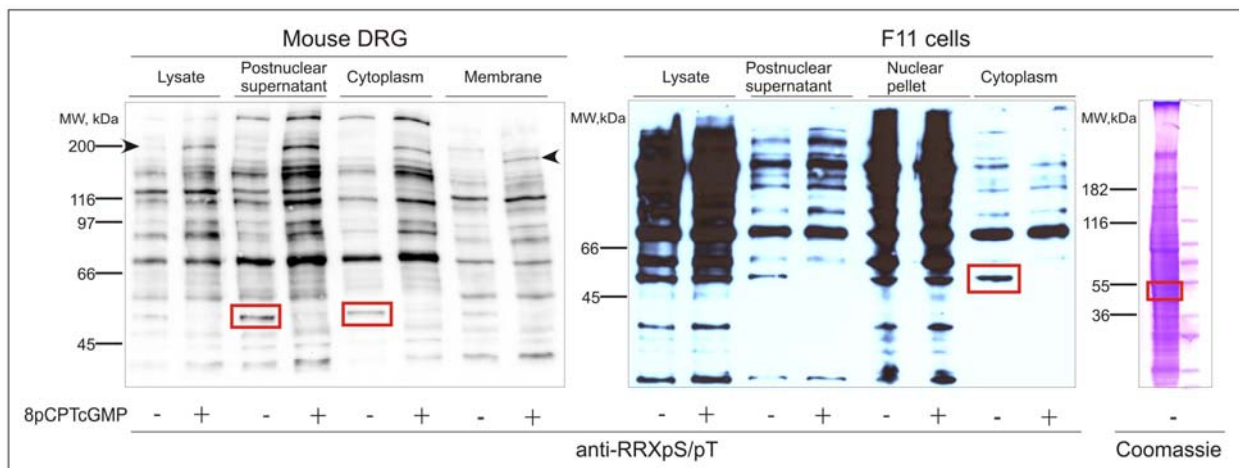 Mouse DRG F11 cells
Lysate Postnuclear supernatant Cytoplasm Membrane Lysate Postnuclear supernatant Nuclear pellet Cytoplasm
MW, kDa MW,kDa MW,kDa
200
116
97
66
45
66
45
182
116
55
36
8pCPTcGMP - + - + - + - + - + - + - + - + -
anti-RRXpS/pT Coomassie